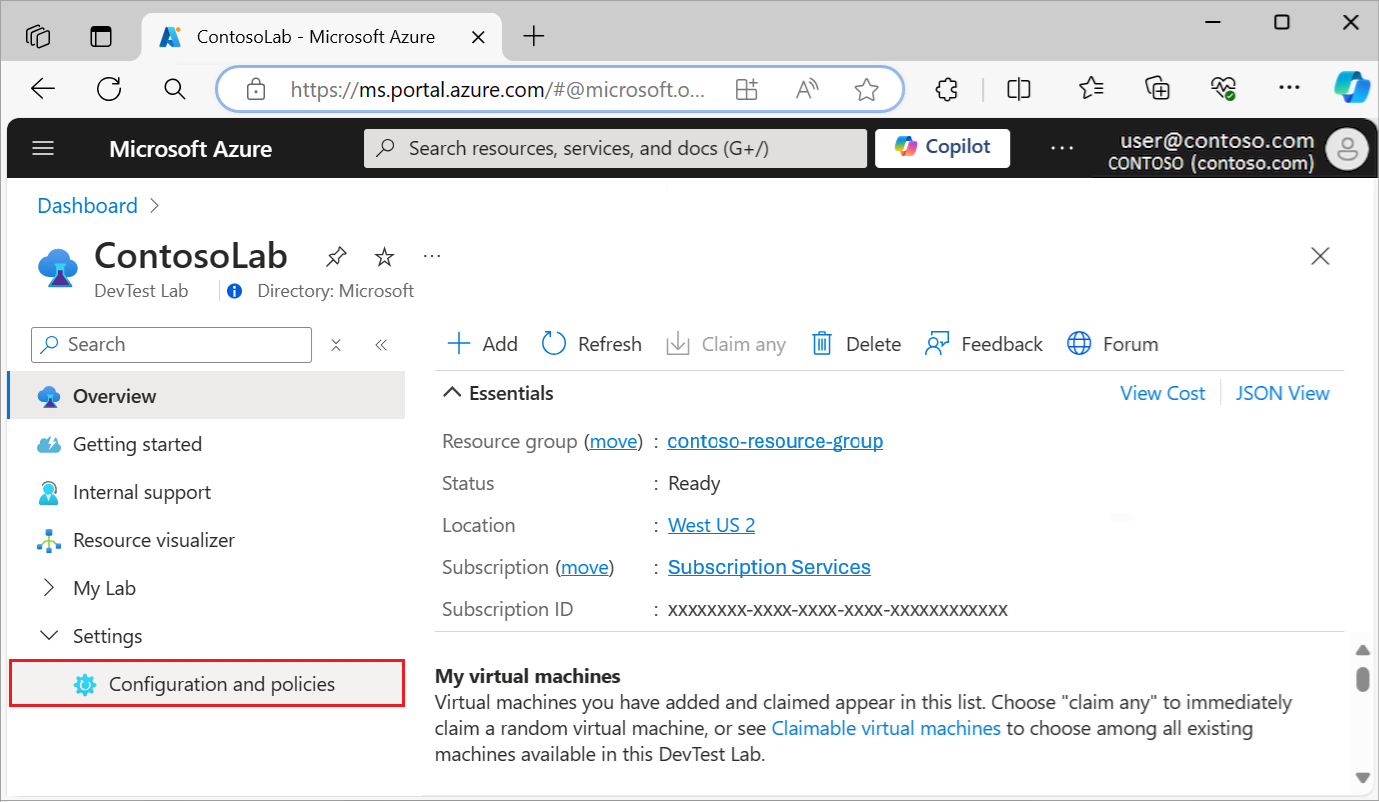 ContosoLab - Microsoft Azure
https://ms.portal.azure.com/#@microsoft.o...
Microsoft Azure
Search resources, services, and docs (G+/)
Copilot
...
user@contoso.com
CONTOSO (contoso.com)
Dashboard
ContosoLab
...
DevTest Lab
Directory: Microsoft
Search
Add
Refresh
Claim any
Delete
Feedback
Forum
Overview
Getting started
Internal support
Resource visualizer
My Lab
Settings
Configuration and policies
Essentials
View Cost
JSON View
Resource group (move) : contoso-resource-group
Status : Ready
Location : West US 2
Subscription (move) : Subscription Services
Subscription ID : xxxxxxxx-xxxx-xxxx-xxxx-xxxxxxxxxxxx
My virtual machines
Virtual machines you have added and claimed appear in this list. Choose "claim any" to immediately
claim a random virtual machine, or see Claimable virtual machines to choose among all existing
machines available in this DevTest Lab.